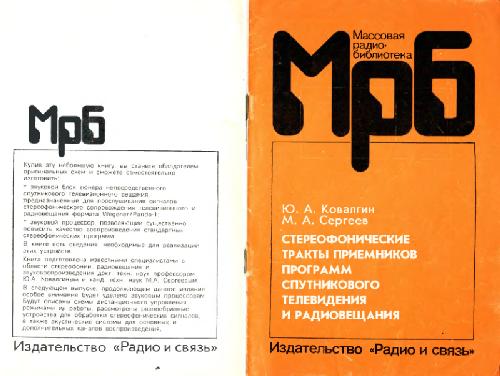 МРБ
Купив эту небольшую книгу, вы станете обладателем
оригинальных схем и сможете самостоятельно
изготовить:
* звуковой блок тюнера непосредственного
спутникового телевизионного вещания,
предназначенный для прослушивания сигналов
стереофонического сопровождения телевизионного и
радиовещания формата Wegener/Panda-1;
* звуковой процессор, позволяющий существенно
повысить качество воспроизведения стандартных
стереофонических программ.
В книге есть сведения, необходимые для реализации
этих устройств.
Книга подготовлена известными специалистами в
области стереофонии, радиовещания и
звуковоспроизведения докт. техн. наук профессором
Ю. А. Ковалгиным и канд. техн. наук М. А. Сергеевым.
В следующем выпуске, продолжающем данное издание,
особое внимание будет уделено звуковым процессорам.
Будут описаны схемы дистанционного управления
режимами их работы, рассмотрены разнообразные
устройства для обработки стереофонических сигналов,
а также акустические системы для основных и
дополнительных каналов воспроизведения.
Издательство «Радио и связь»
Массовая
радио-
библиотека
МРБ
Ю. А. Ковалгин
М. А. Сергеев
СТЕРЕОФОНИЧЕСКИЕ
ТРАКТЫ ПРИЕМНИКОВ
ПРОГРАММ
СПУТНИКОВОГО
ТЕЛЕВИДЕНИЯ
И РАДИОВЕЩАНИЯ
Издательство «Радио и связь»